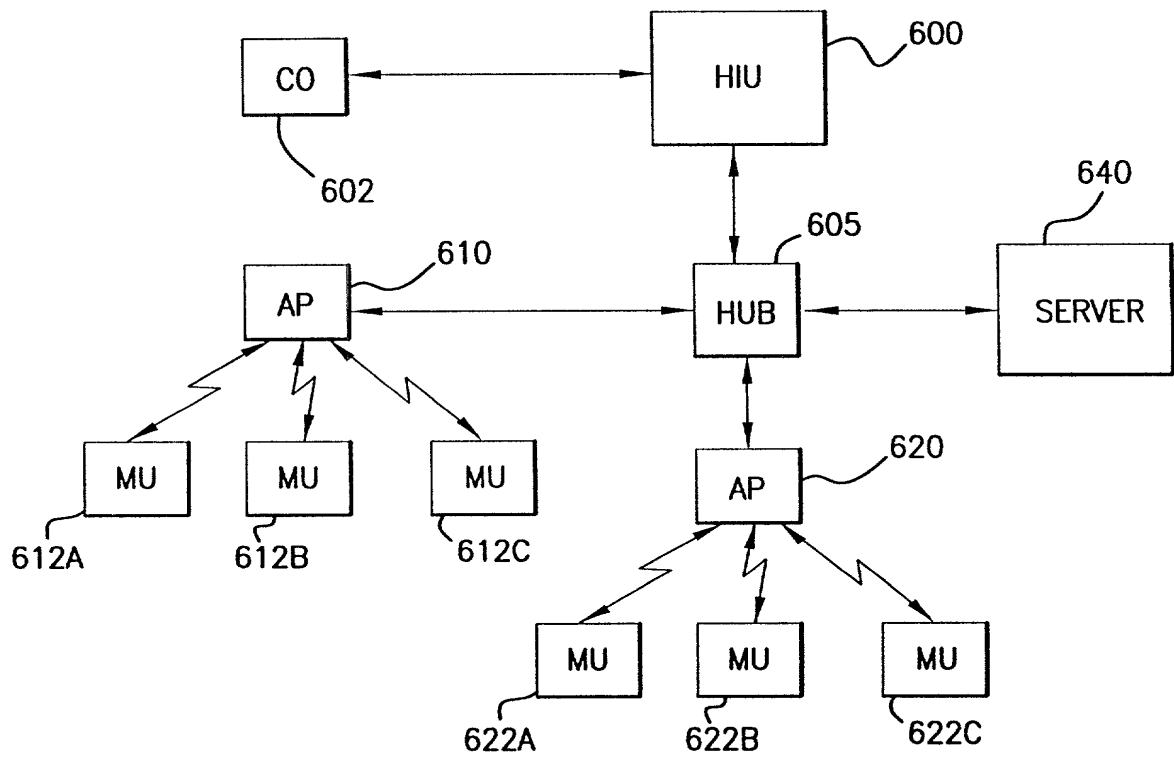 600
CO
HIU
602
640
605
610
AP
HUB
SERVER
620
MU
MU
MU
AP
612A
612B
612C
MU
MU
MU
622A
622B
622C